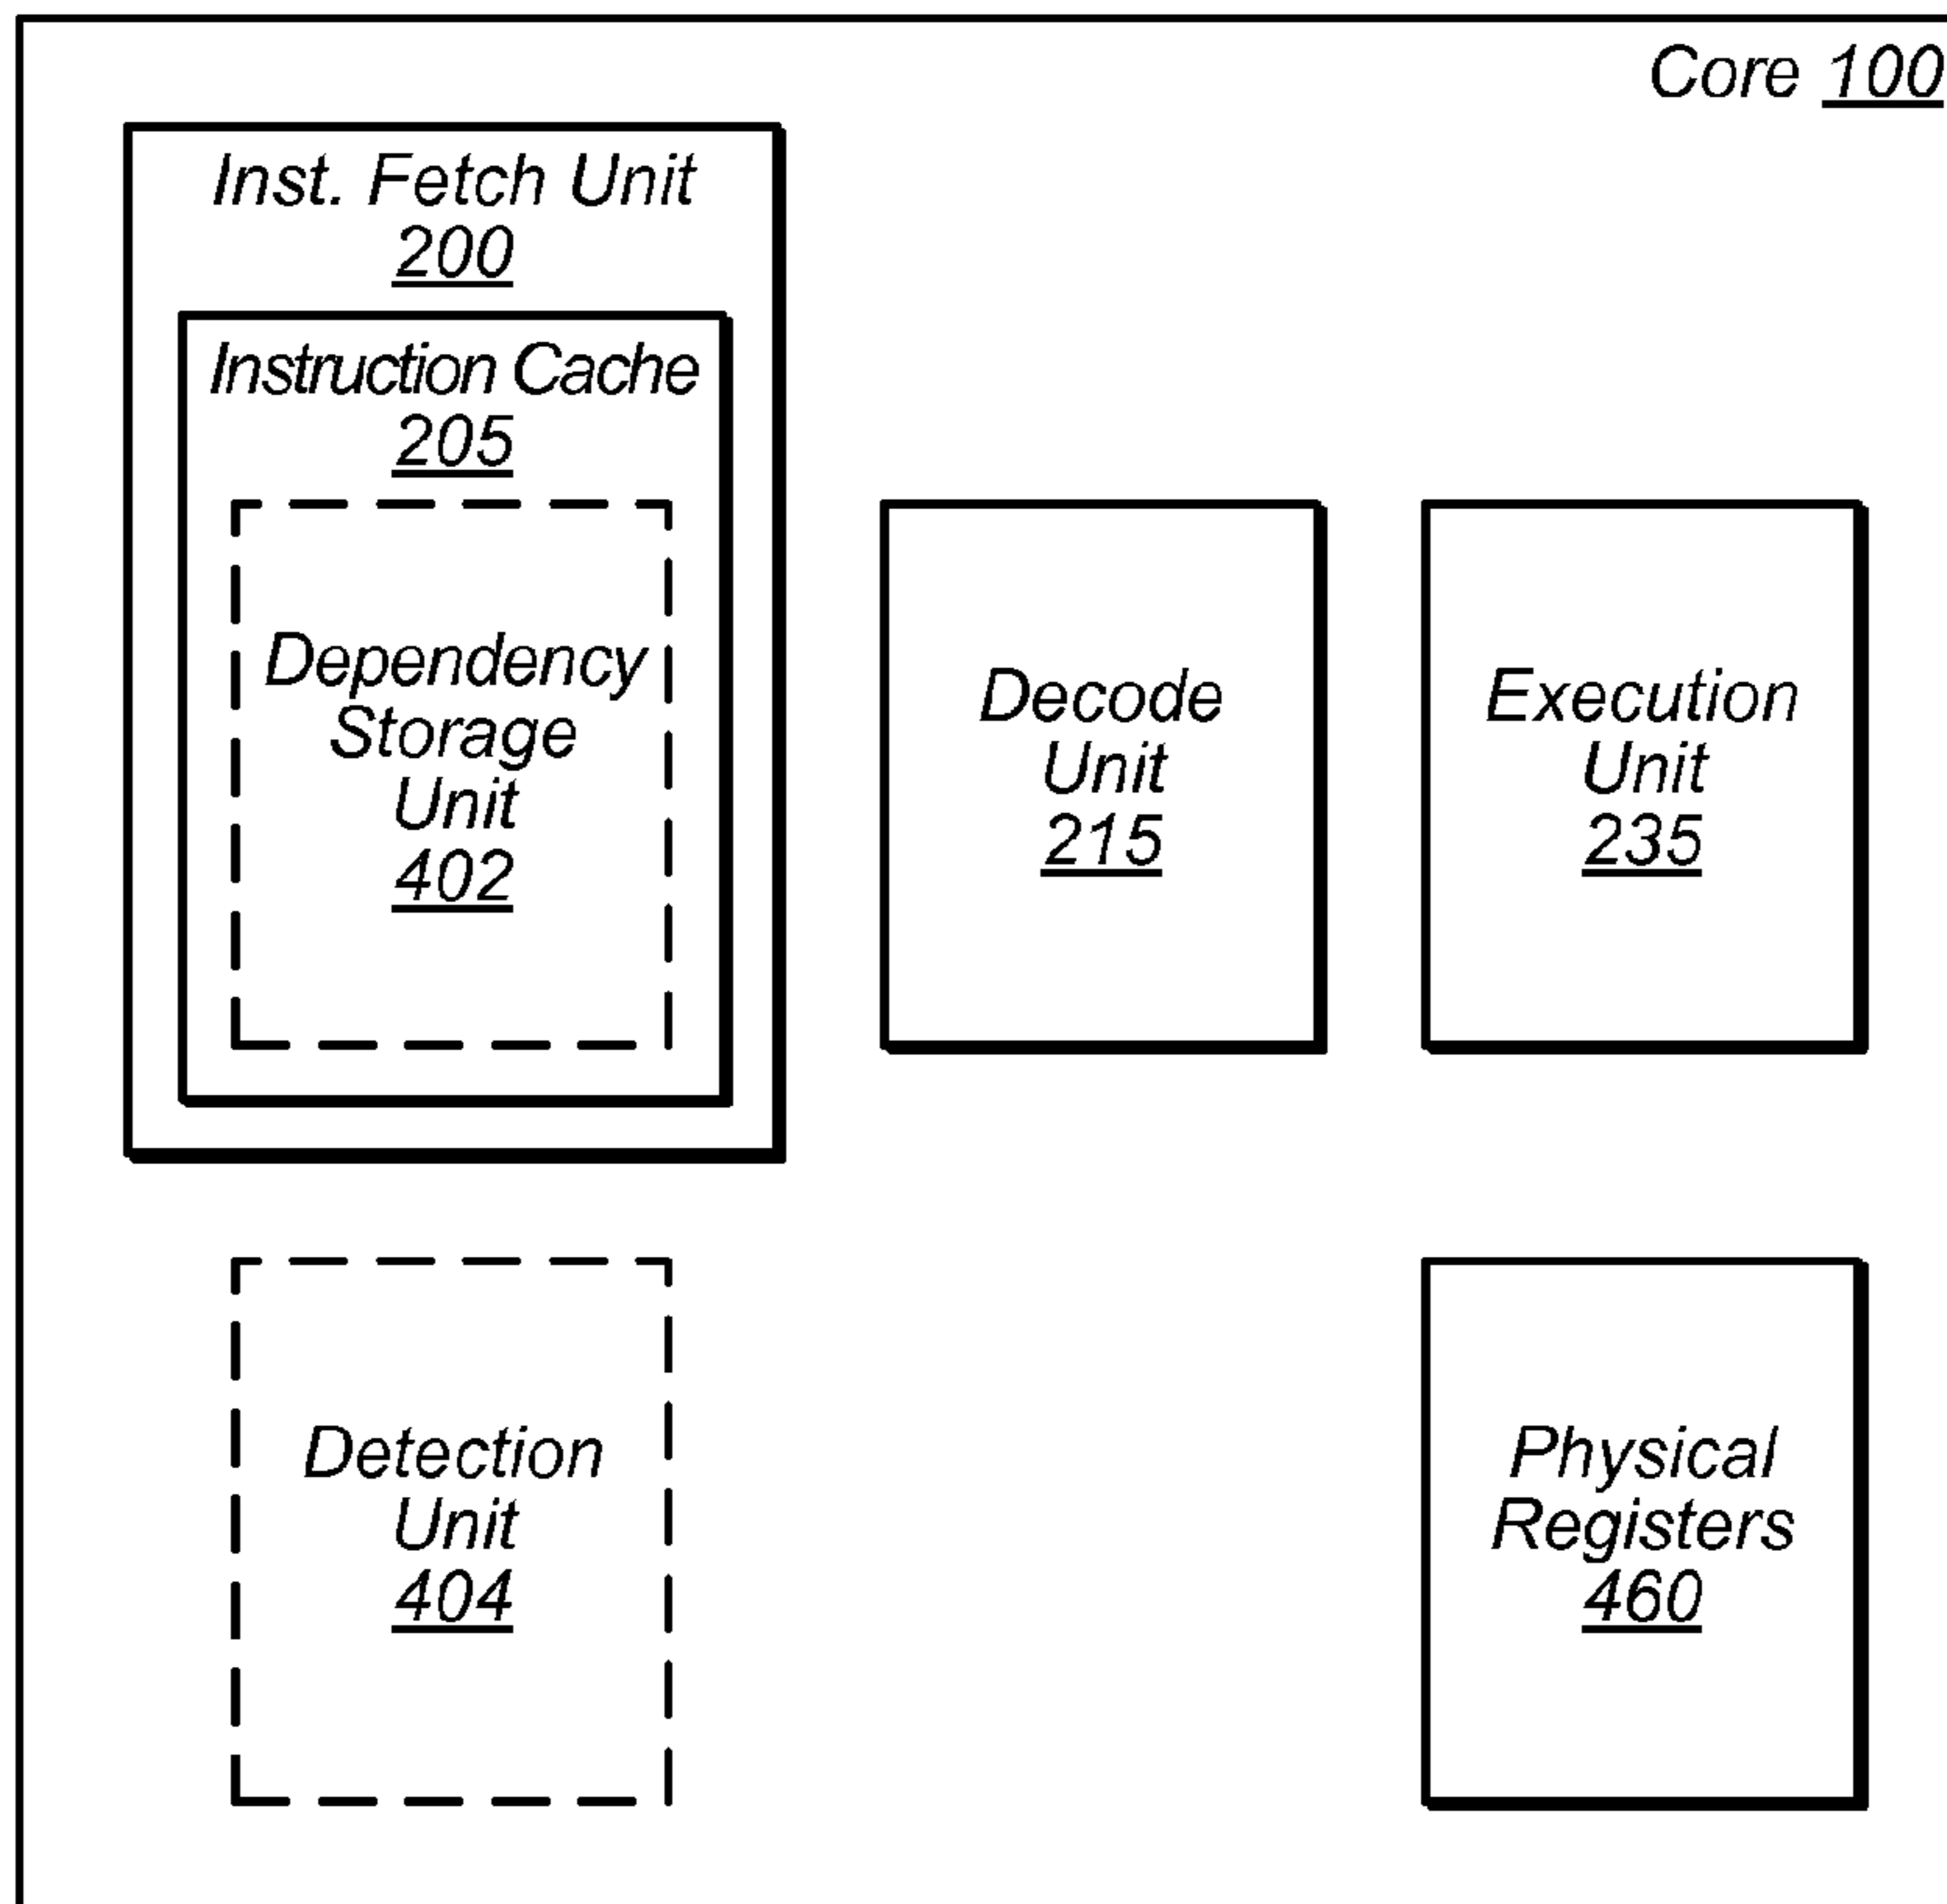 Core 100
Inst. Fetch Unit
200
Instruction Cache
205
Dependency
Storage
Unit
402
Decode
Unit
215
Execution
Unit
235
Detection
Unit
404
Physical
Registers
460